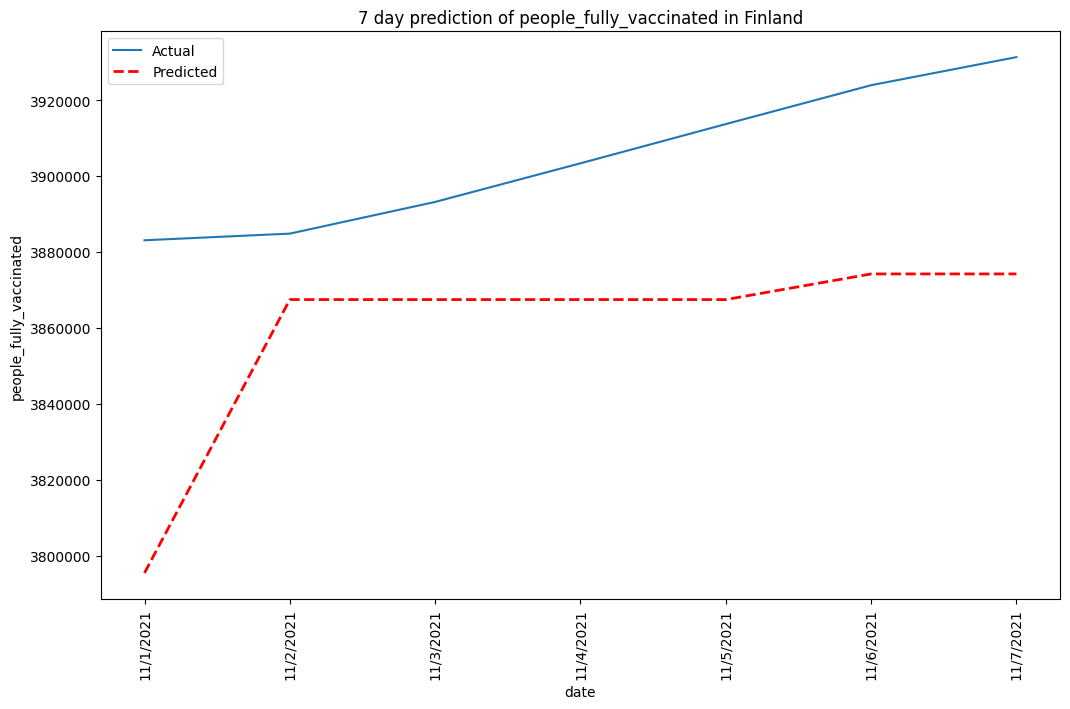 7 day prediction of people_fully_vaccinated in Finland
Actual
Predicted
3920000
3900000
3880000
3860000
3840000
3820000
3800000
people_fully_vaccinated
11/1/2021
11/2/2021
11/3/2021
11/4/2021
11/5/2021
11/6/2021
11/7/2021
date